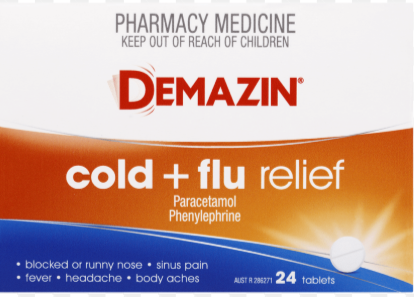 PHARMACY MEDICINE
KEEP OUT OF REACH OF CHILDREN
DEMAZIN®
cold + flu relief
Paracetamol
Phenylephrine
• blocked or runny nose • sinus pain
• fever • headache • body aches
AUST R 286271 24 tablets